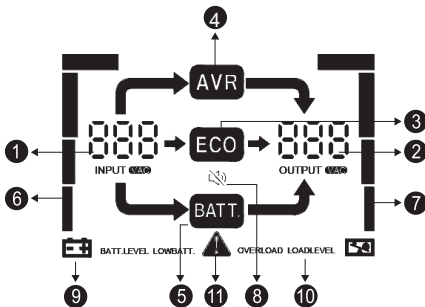 4
AVR
888 ECO 888
3
1
2
INPUT VAC OUTPUT VAC
6
BATT.
7
BATT.LEVEL LOWBATT. OVERLOAD LOADLEVEL
9 5 11 8 10